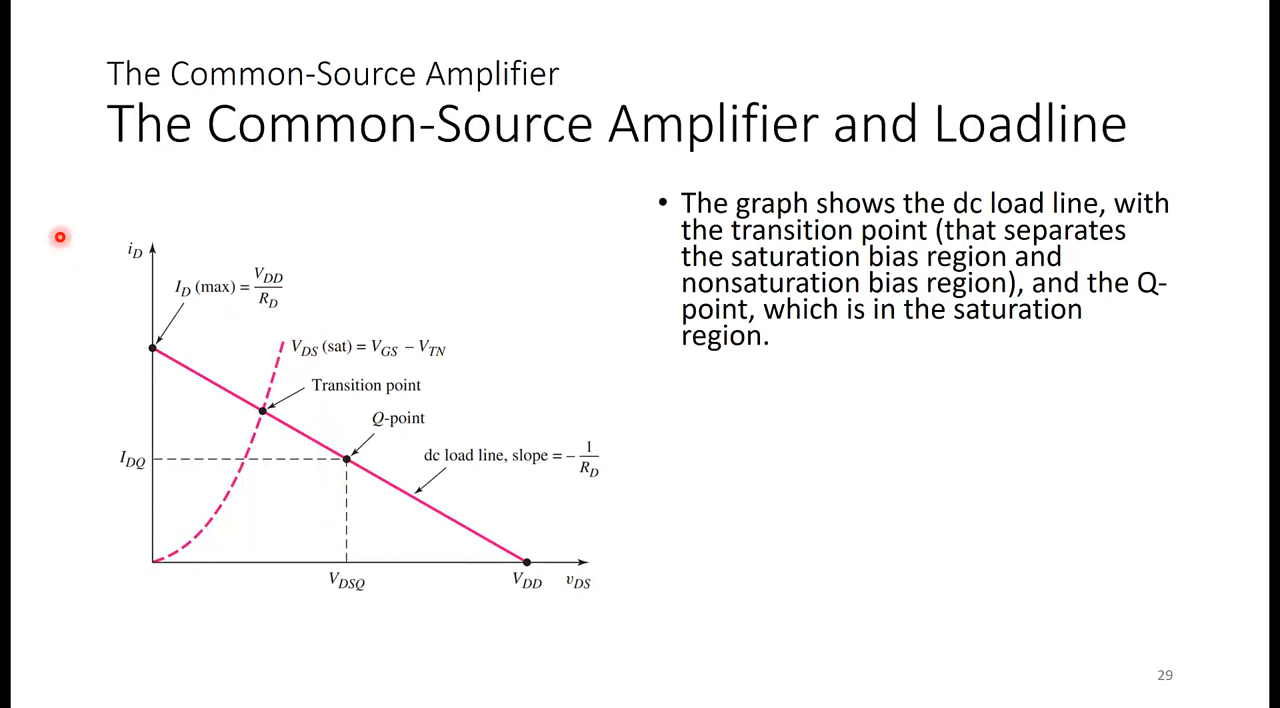 The Common-Source Amplifier
The Common-Source Amplifier and Loadline
• The graph shows the dc load line, with
the transition point (that separates
the saturation bias region and
nonsaturation bias region), and the Q-
point, which is in the saturation
region.
i_D
I_D (max) = V_DD / R_D
V_DS (sat) = V_GS − V_TN
Transition point
Q-point
I_DQ
dc load line, slope = − 1 / R_D
V_DSQ
V_DD
v_DS
29